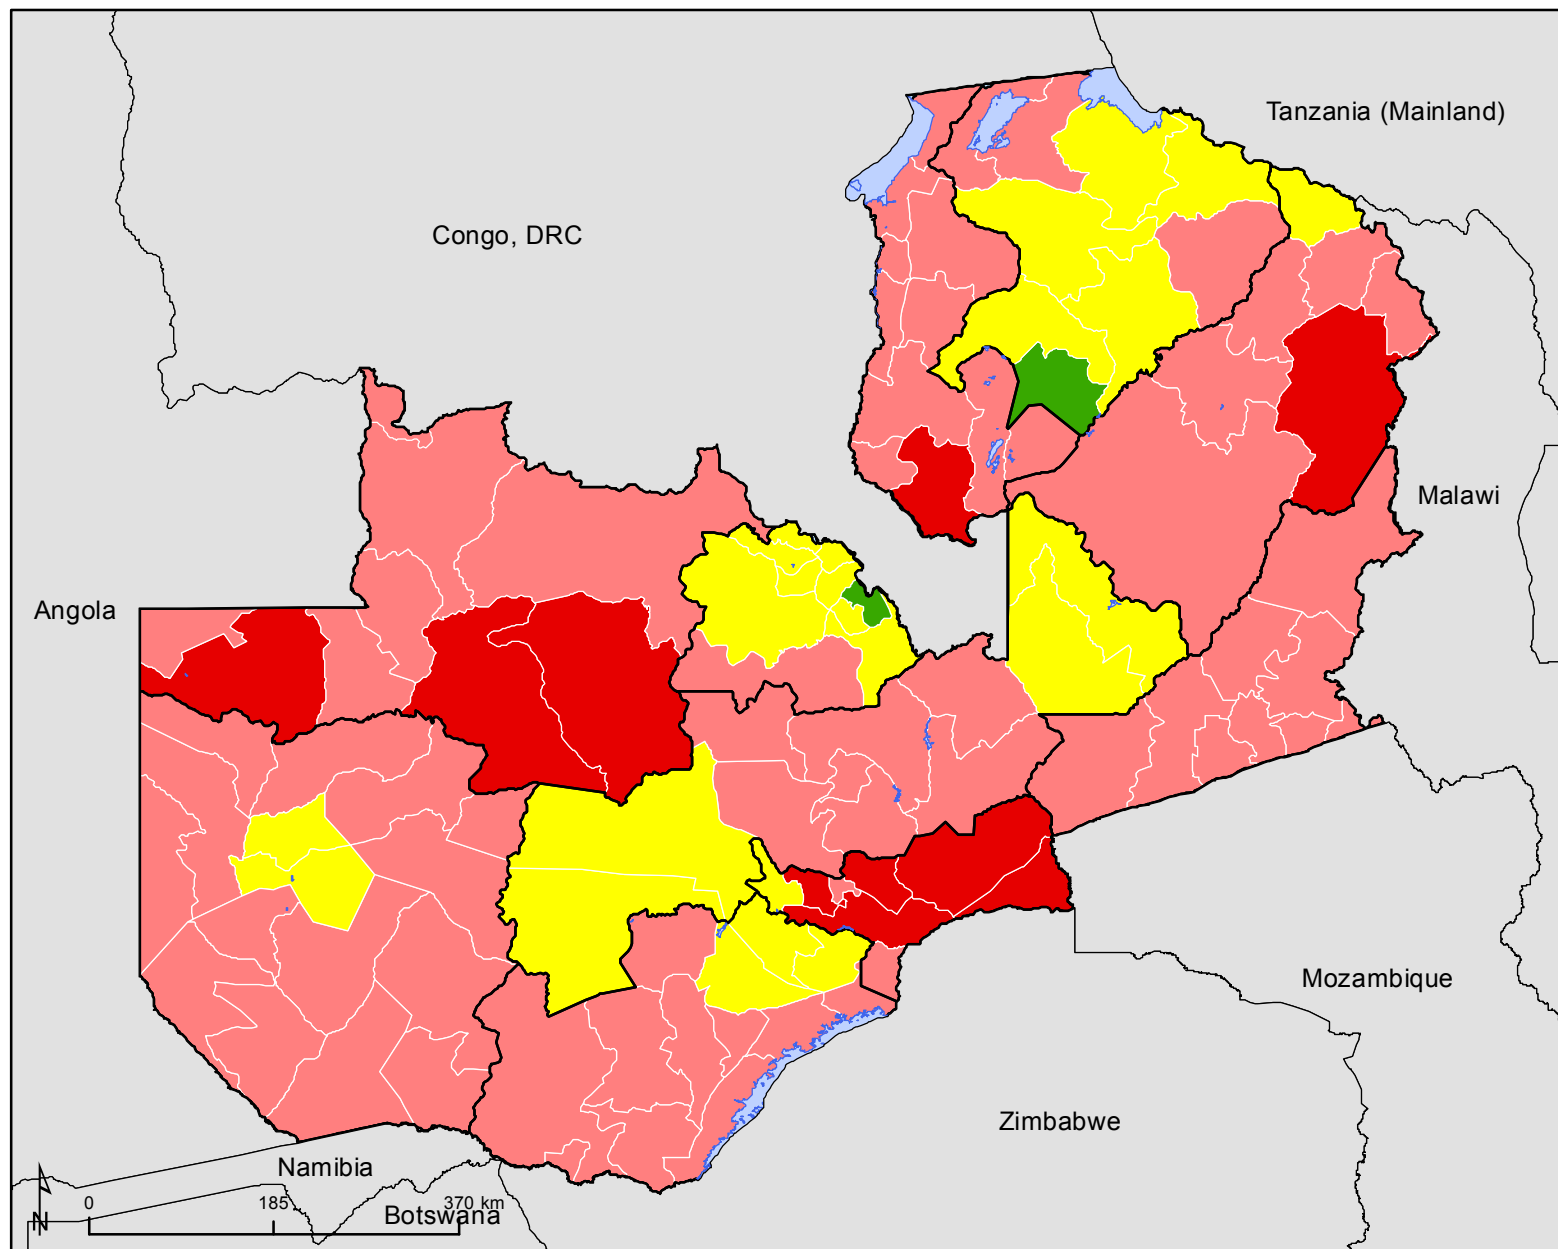 Tanzania (Mainland)
Congo, DRC
Malawi
Angola
Mozambique
Zimbabwe
Namibia
0 185 370 km
Botswana
N